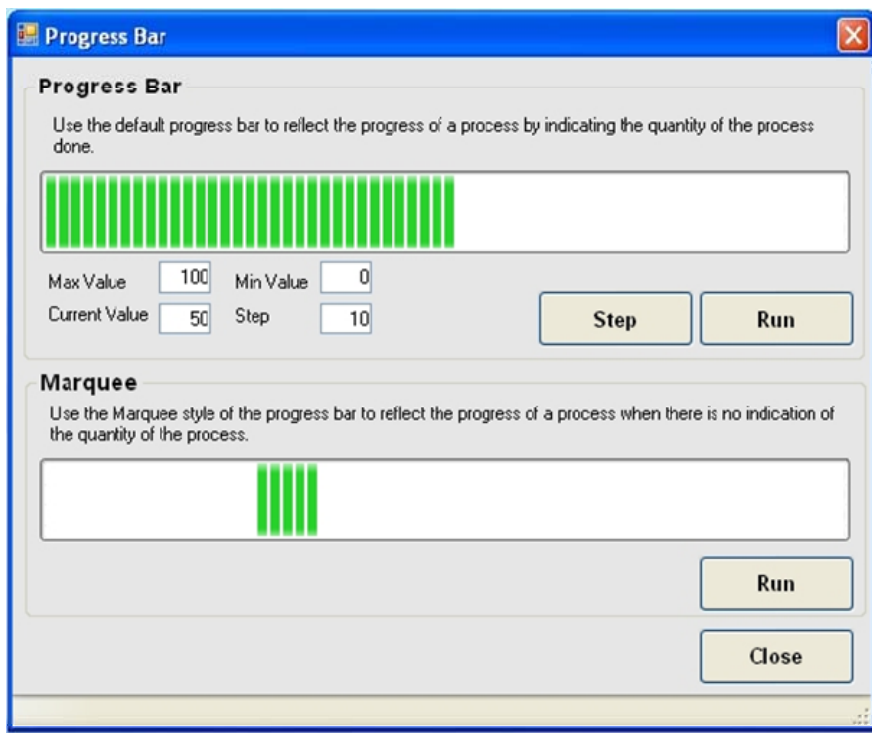 Progress Bar
Progress Bar
Use the default progress bar to reflect the progress of a process by indicating the quantity of the process
done.
Max Value 100 Min Value 0
Current Value 50 Step 10
Step Run
Marquee
Use the Marquee style of the progress bar to reflect the progress of a process when there is no indication of
the quantity of the process.
Run
Close